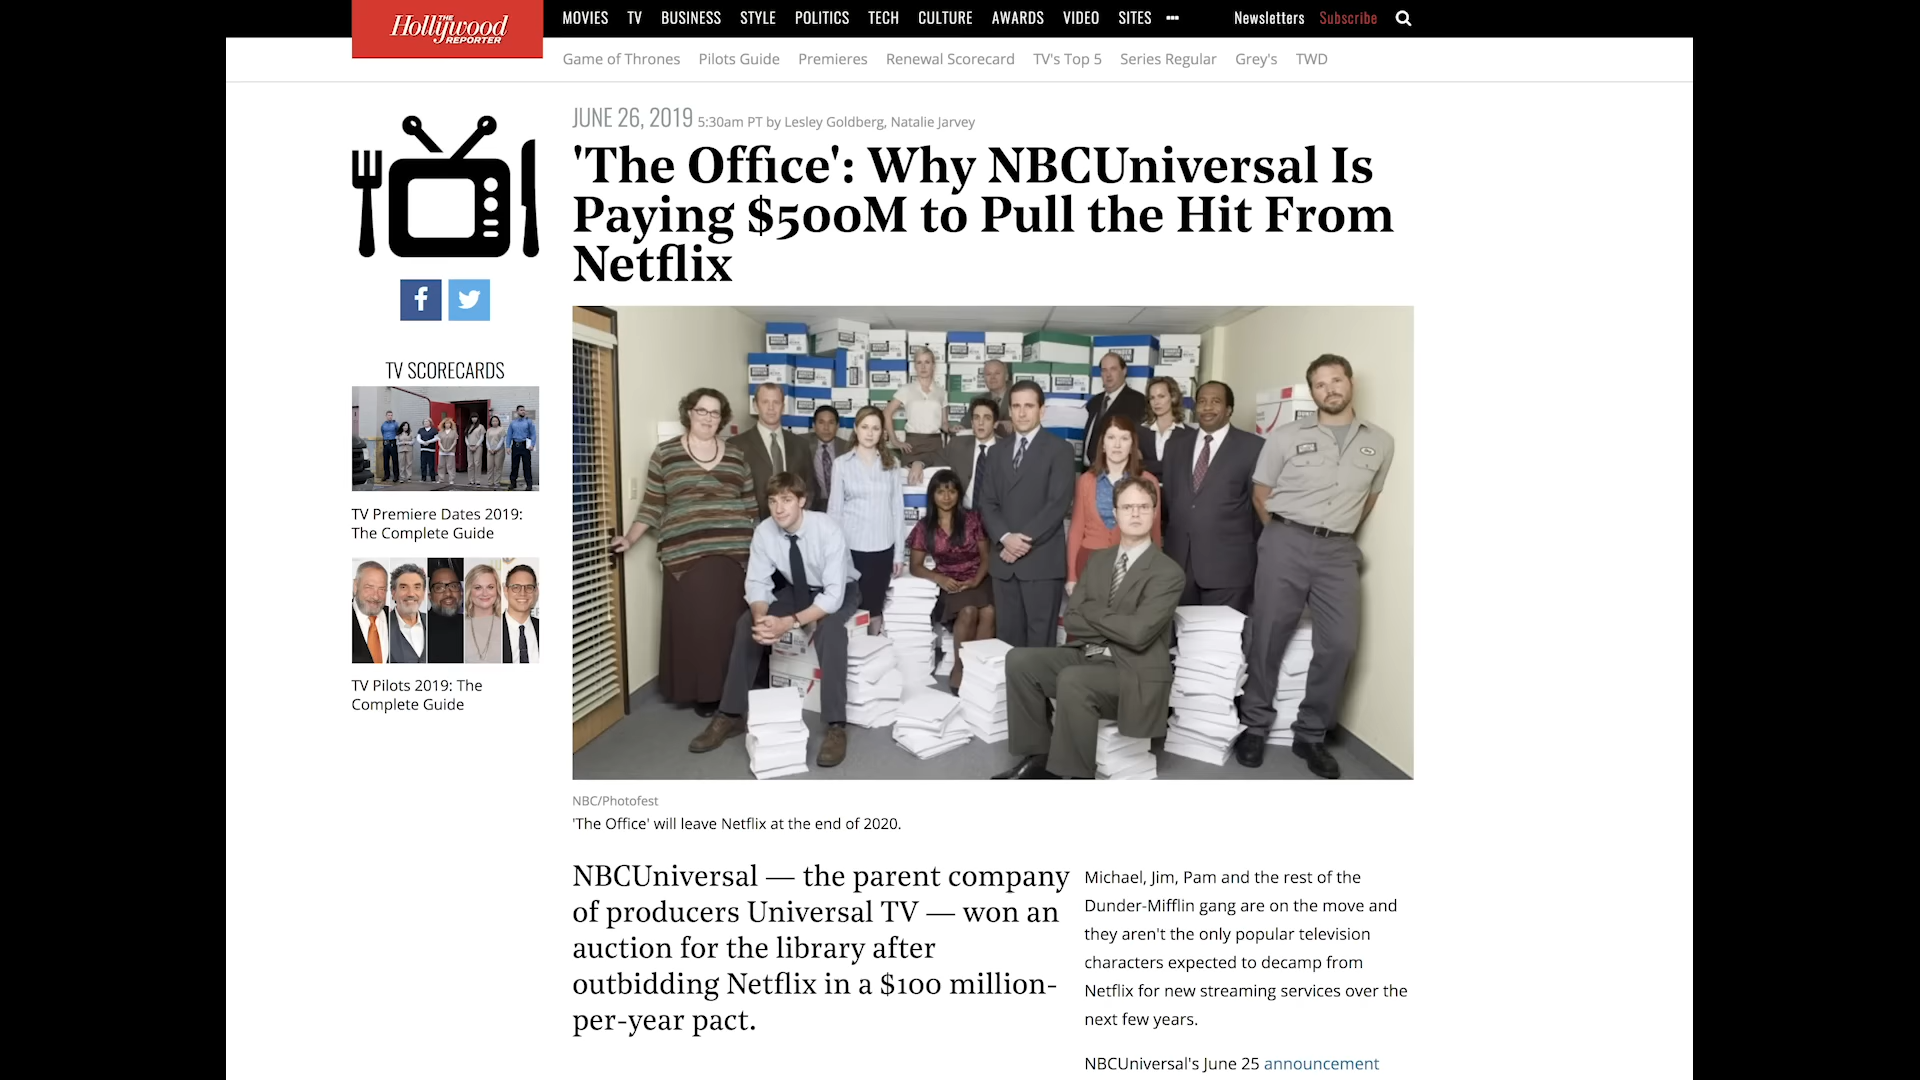 THE
Hollywood
REPORTER
MOVIES TV BUSINESS STYLE POLITICS TECH CULTURE AWARDS VIDEO SITES ••• Newsletters Subscribe
Game of Thrones Pilots Guide Premieres Renewal Scorecard TV's Top 5 Series Regular Grey's TWD
JUNE 26, 2019 5:30am PT by Lesley Goldberg, Natalie Jarvey
'The Office': Why NBCUniversal Is
Paying $500M to Pull the Hit From
Netflix
TV SCORECARDS
TV Premiere Dates 2019:
The Complete Guide
TV Pilots 2019: The
Complete Guide
NBC/Photofest
'The Office' will leave Netflix at the end of 2020.
NBCUniversal — the parent company
of producers Universal TV — won an
auction for the library after
outbidding Netflix in a $100 million-
per-year pact.
Michael, Jim, Pam and the rest of the
Dunder-Mifflin gang are on the move and
they aren't the only popular television
characters expected to decamp from
Netflix for new streaming services over the
next few years.
NBCUniversal's June 25 announcement